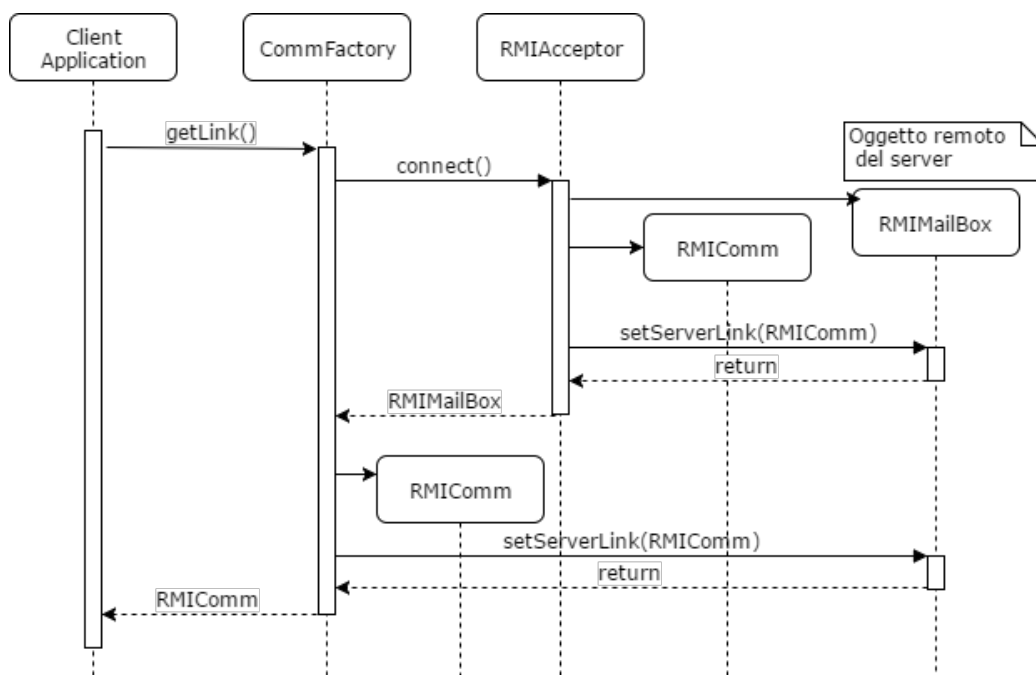 Client
Application
CommFactory
RMIAcceptor
getLink()
connect()
Oggetto remoto
del server
RMIMailBox
RMIComm
setServerLink(RMIComm)
return
RMIMailBox
RMIComm
setServerLink(RMIComm)
return
RMIComm